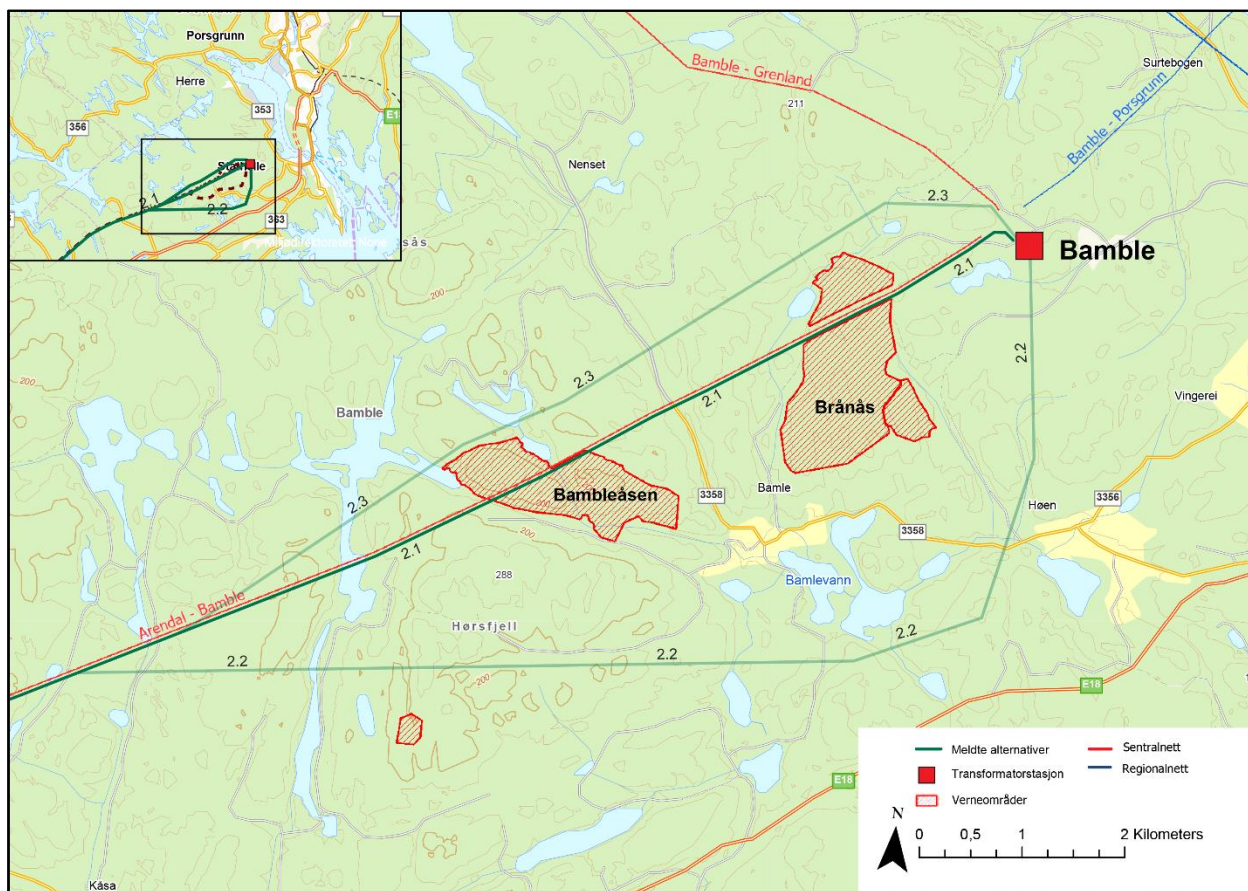 Porsgrunn
Herre
353
356
E1
Stathelle
2.1
2.2
363
Bamble - Grenland
211
Surtebogen
Bamble - Porsgrunn
Nenset
2.3
2.1
Bamble
200
2.3
2.2
Bamble
2.1
Brånås
Vingerei
Bambleåsen
2.3
3358
Bamle
3356
Høen
200
3358
2.1
288
Bamlevann
Arendal - Bamble
Hørsfjell
2.2
2.2
2.2
200
E18
E18
Kåsa
Meldte alternativer
Sentralnett
Transformatorstasjon
Regionalnett
Verneområder
N
0 0,5 1 2 Kilometers